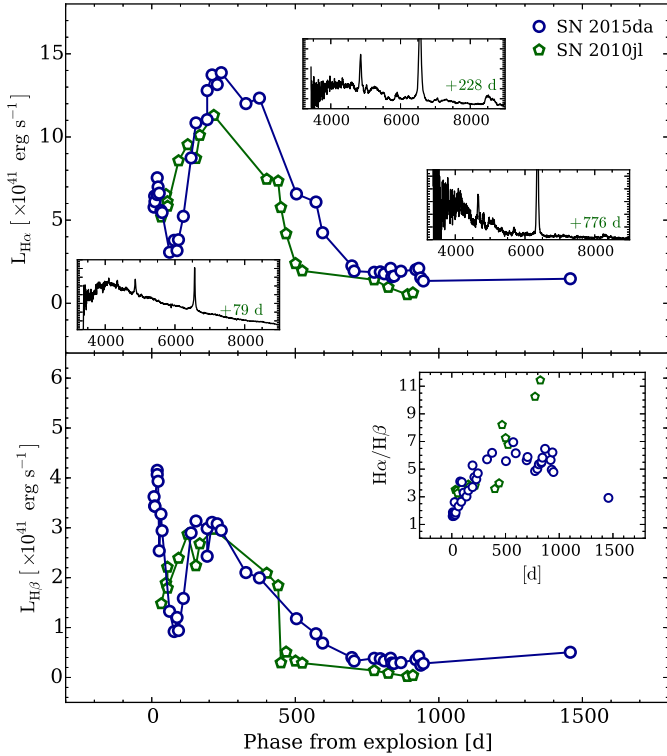 SN 2015da
SN 2010jl
15
10
5
0
L_Hα [ ×10^41 erg s^−1 ]
+228 d
4000 6000 8000
+776 d
4000 6000 8000
+79 d
4000 6000 8000
6
5
4
3
2
1
0
L_Hβ [ ×10^41 erg s^−1 ]
11
9
7
5
3
1
Hα/Hβ
0 500 1000 1500
[d]
0 500 1000 1500
Phase from explosion [d]